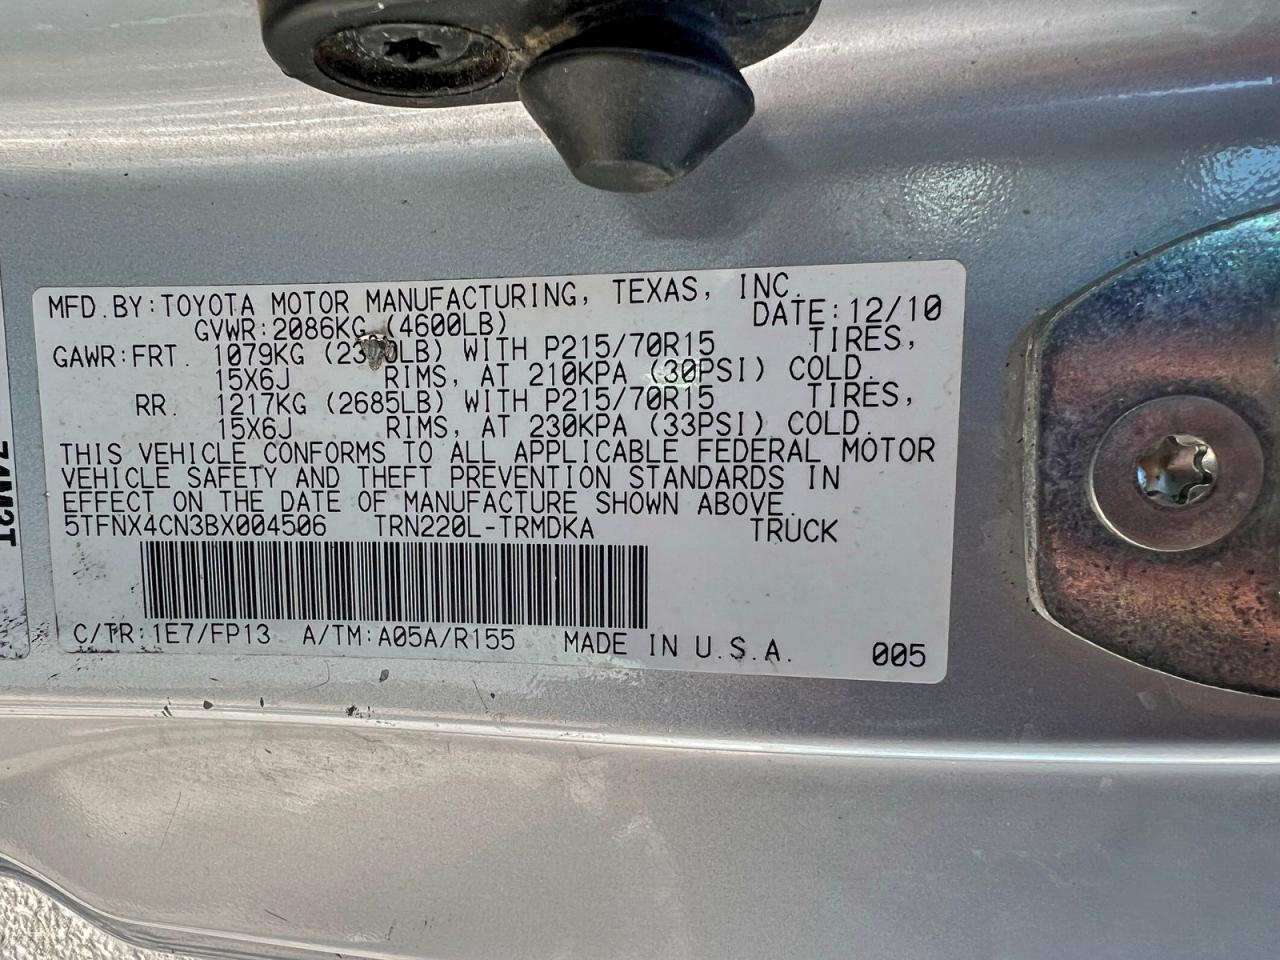 MFD.BY:TOYOTA MOTOR MANUFACTURING, TEXAS, INC.
GVWR:2086KG (4600LB) DATE:12/10
GAWR:FRT. 1079KG WITH P215/70R15 TIRES,
15X6J RIMS, AT 210KPA (30PSI) COLD.
RR. 1217KG (2685LB) WITH P215/70R15 TIRES,
15X6J RIMS, AT 230KPA (33PSI) COLD.
THIS VEHICLE CONFORMS TO ALL APPLICABLE FEDERAL MOTOR
VEHICLE SAFETY AND THEFT PREVENTION STANDARDS IN
EFFECT ON THE DATE OF MANUFACTURE SHOWN ABOVE.
5TFNX4CN3BX004506 TRN220L-TRMDKA TRUCK
C/TR:1E7/FP13 A/TM:A05A/R155 MADE IN U.S.A. 005